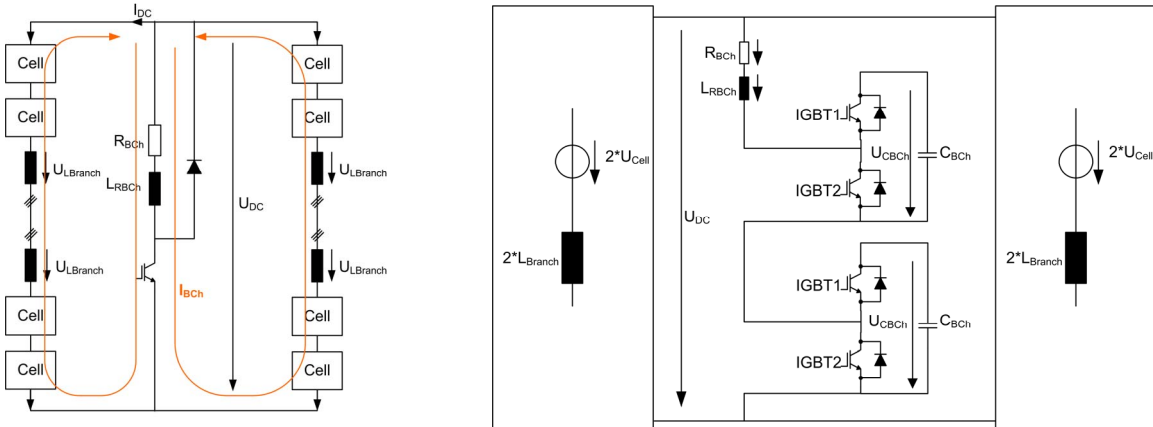 I_DC
Cell
Cell
Cell
Cell
R_BCh
U_LBranch
L_RBCh
U_LBranch
U_DC
U_LBranch
U_LBranch
I_BCh
Cell
Cell
Cell
Cell
R_BCh
L_RBCh
IGBT1
2*U_Cell
U_CBCh
C_BCh
2*U_Cell
IGBT2
U_DC
2*L_Branch
2*L_Branch
IGBT1
U_CBCh
C_BCh
IGBT2